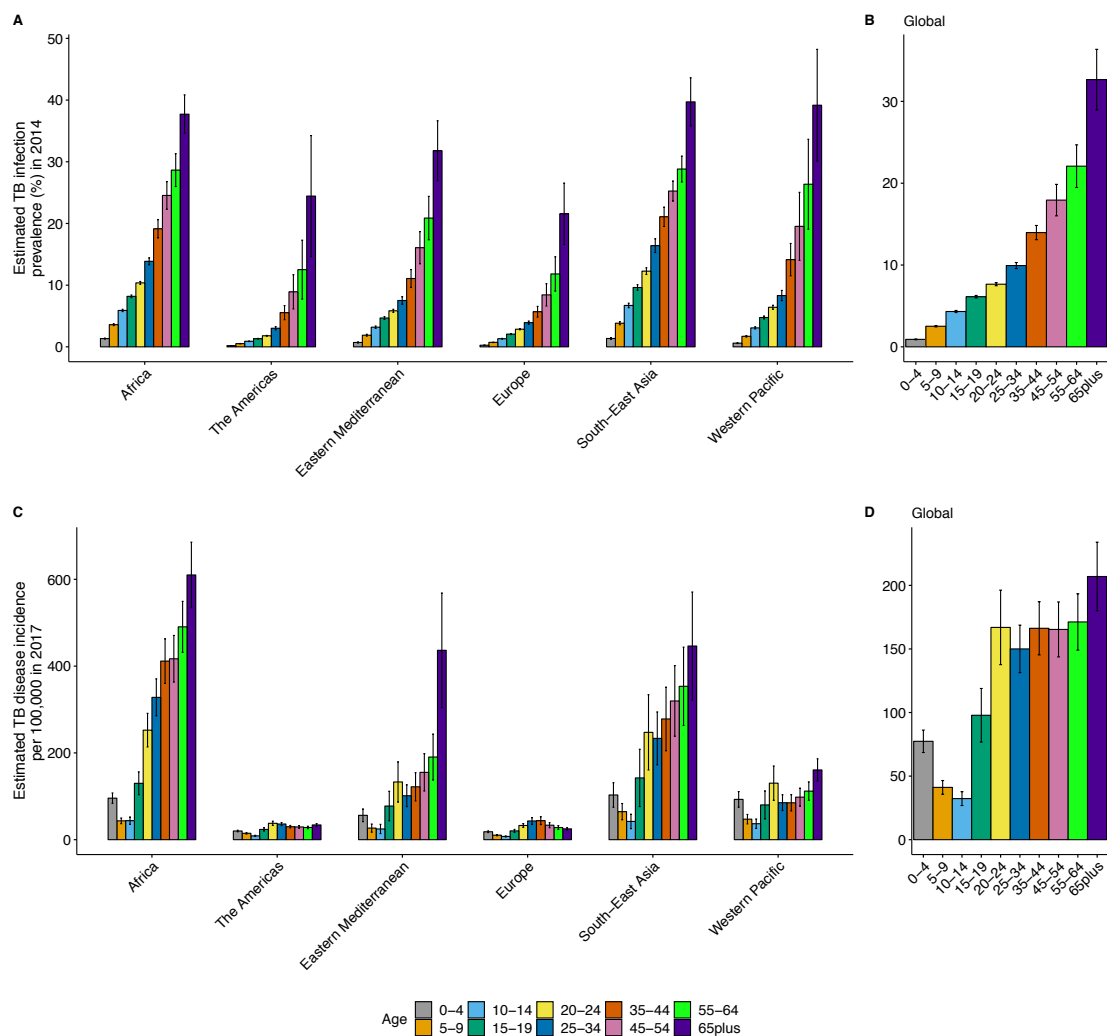 A
Estimated TB infection
prevalence (%) in 2014
50
40
30
20
10
0
Africa
The Americas
Eastern Mediterranean
Europe
South−East Asia
Western Pacific
B
Global
30
20
10
0
0−4
5−9
10−14
15−19
20−24
25−34
35−44
45−54
55−64
65plus
C
Estimated TB disease incidence
per 100,000 in 2017
600
400
200
0
Africa
The Americas
Eastern Mediterranean
Europe
South−East Asia
Western Pacific
D
Global
200
150
100
50
0
0−4
5−9
10−14
15−19
20−24
25−34
35−44
45−54
55−64
65plus
Age
0−4 10−14 20−24 35−44 55−64
5−9 15−19 25−34 45−54 65plus